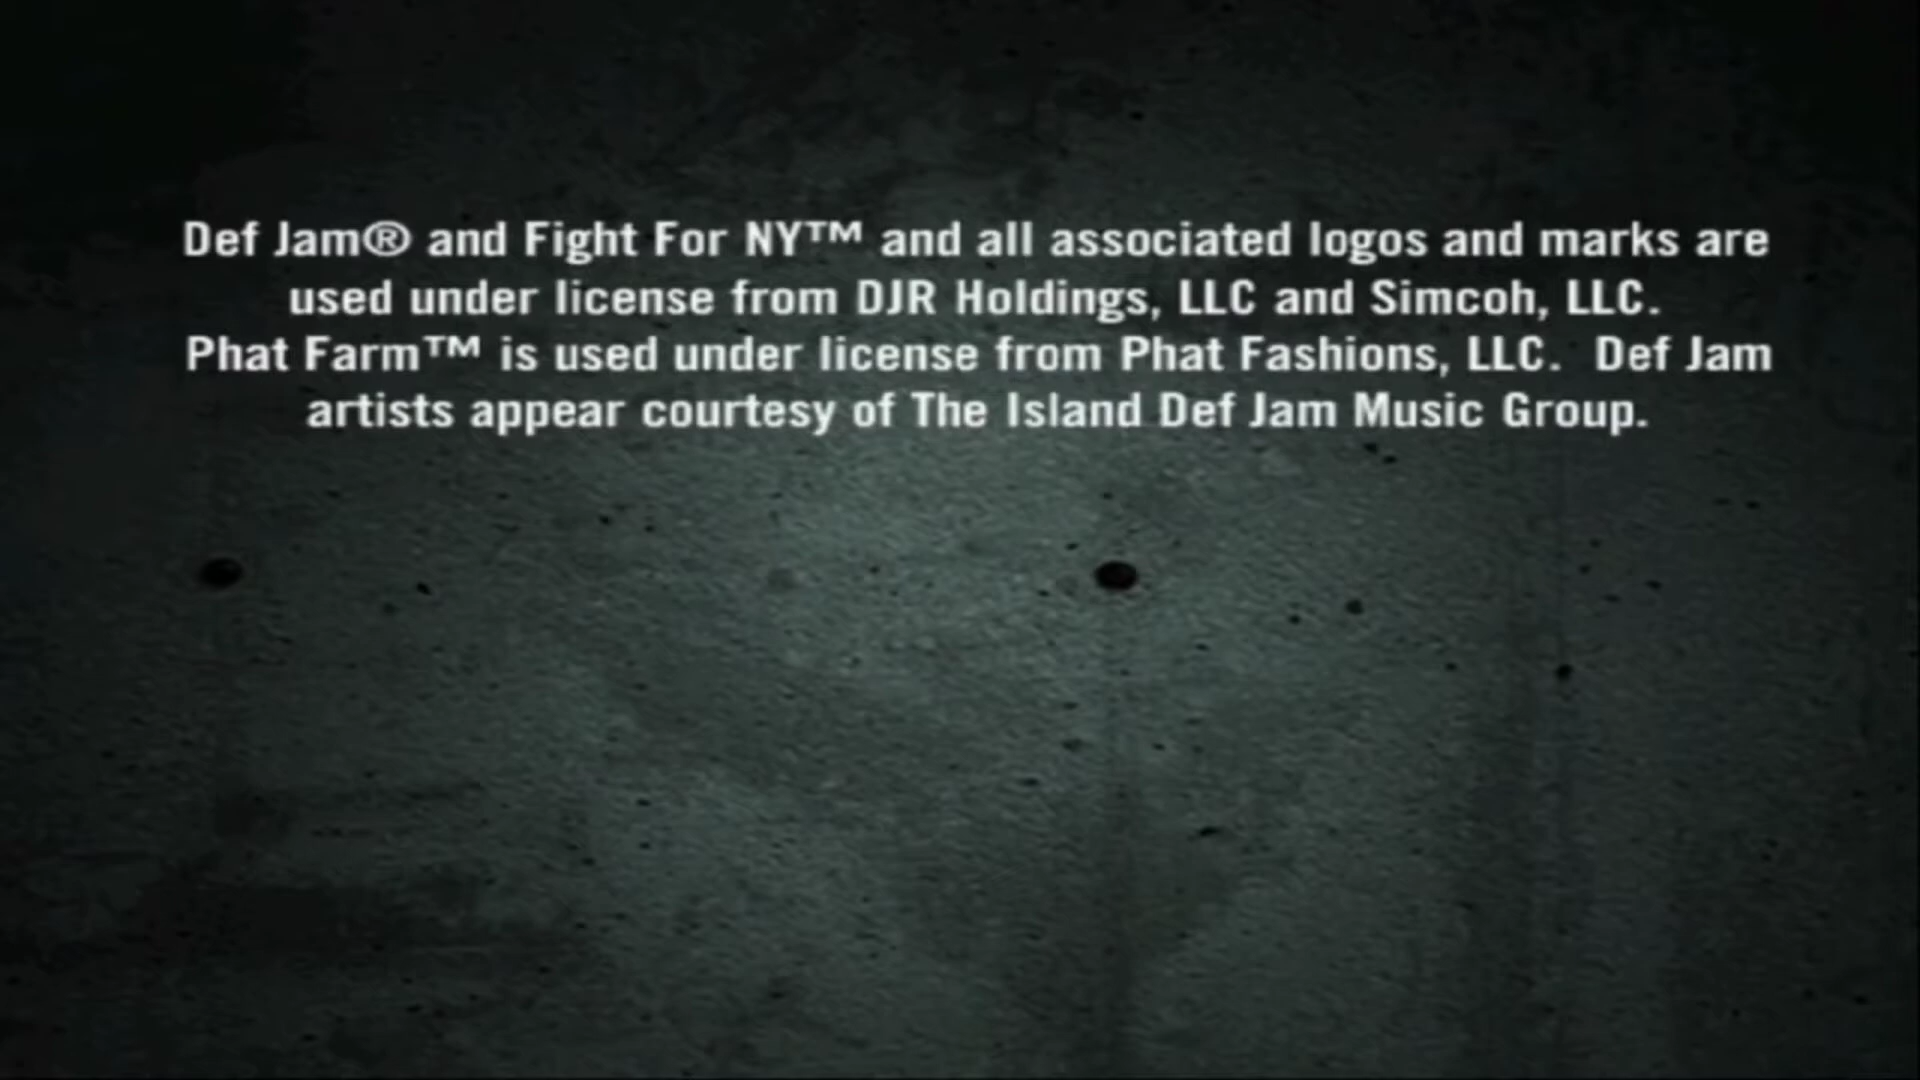 Def Jam® and Fight For NY™ and all associated logos and marks are
used under license from DJR Holdings, LLC and Simcoh, LLC.
Phat Farm™ is used under license from Phat Fashions, LLC.  Def Jam
artists appear courtesy of The Island Def Jam Music Group.